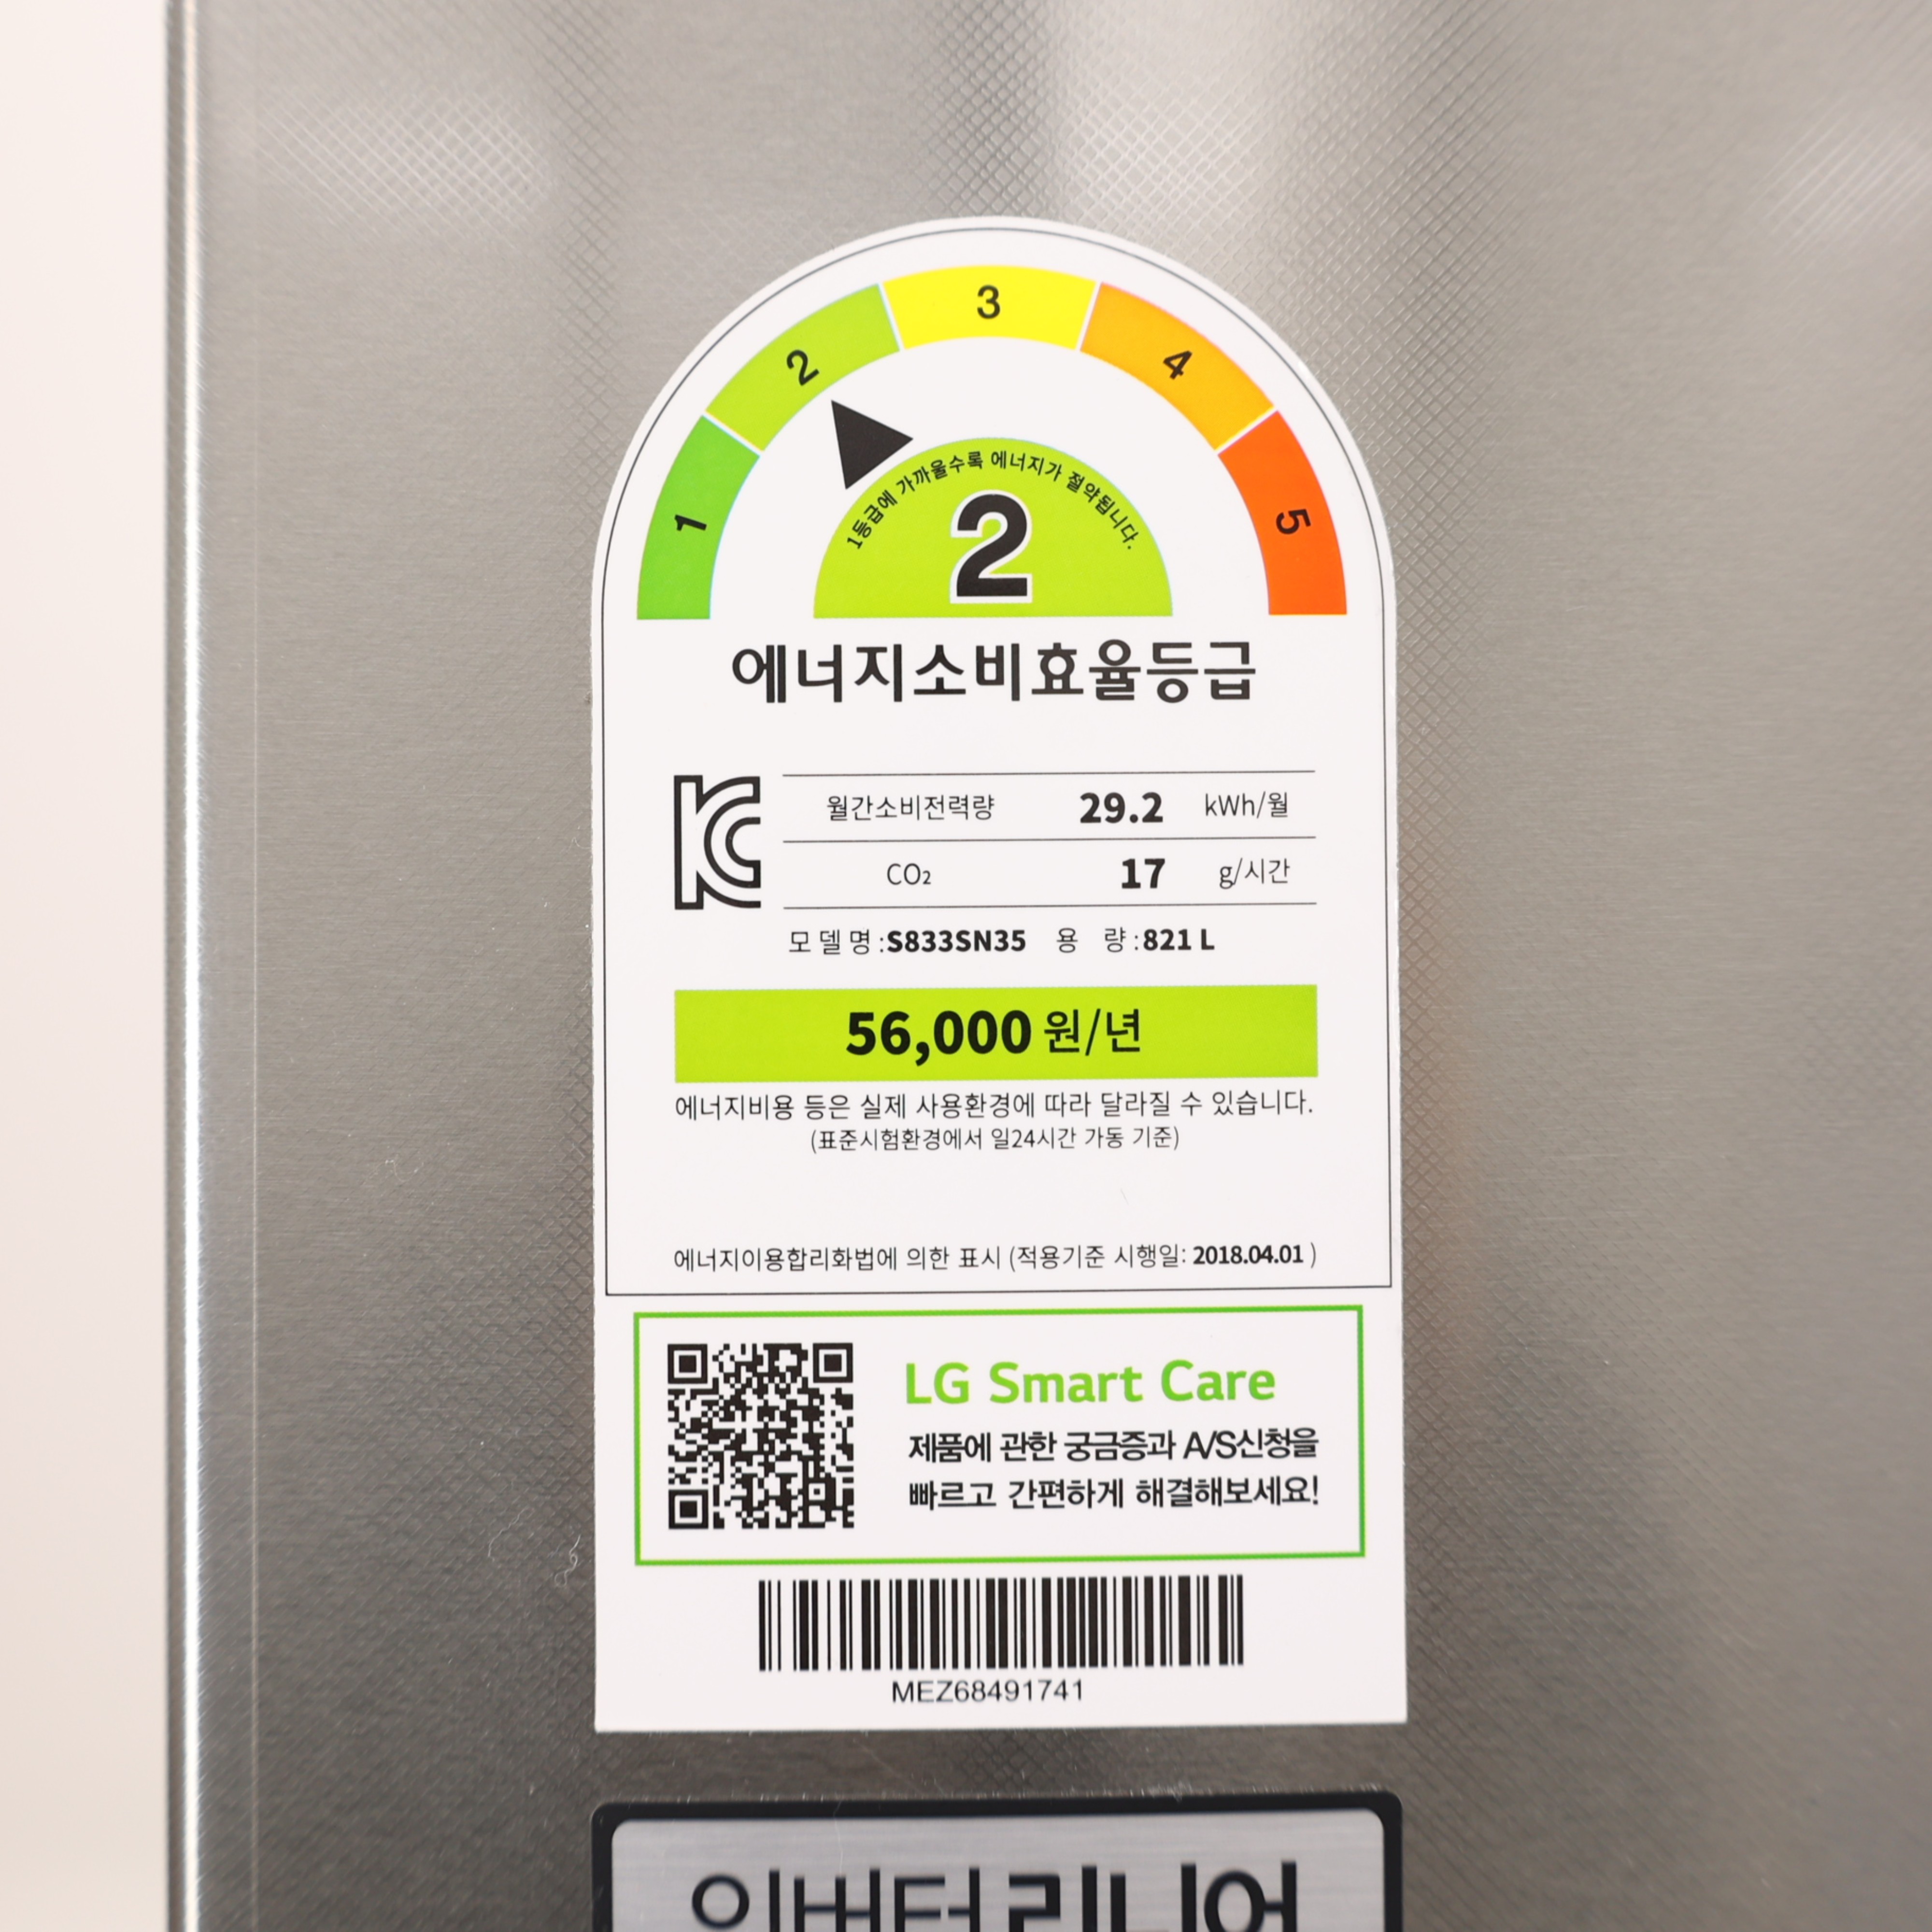 1
2
3
4
5
1등급에 가까울수록 에너지가 절약됩니다.
2
에너지소비효율등급
월간소비전력량 29.2 kWh/월
CO₂ 17 g/시간
모델명:S833SN35 용 량:821 L
56,000 원/년
에너지비용 등은 실제 사용환경에 따라 달라질 수 있습니다.
(표준시험환경에서 일24시간 가동 기준)
에너지이용합리화법에 의한 표시 (적용기준 시행일: 2018.04.01 )
LG Smart Care
제품에 관한 궁금증과 A/S신청을
빠르고 간편하게 해결해보세요!
MEZ68491741
인버터 리니어